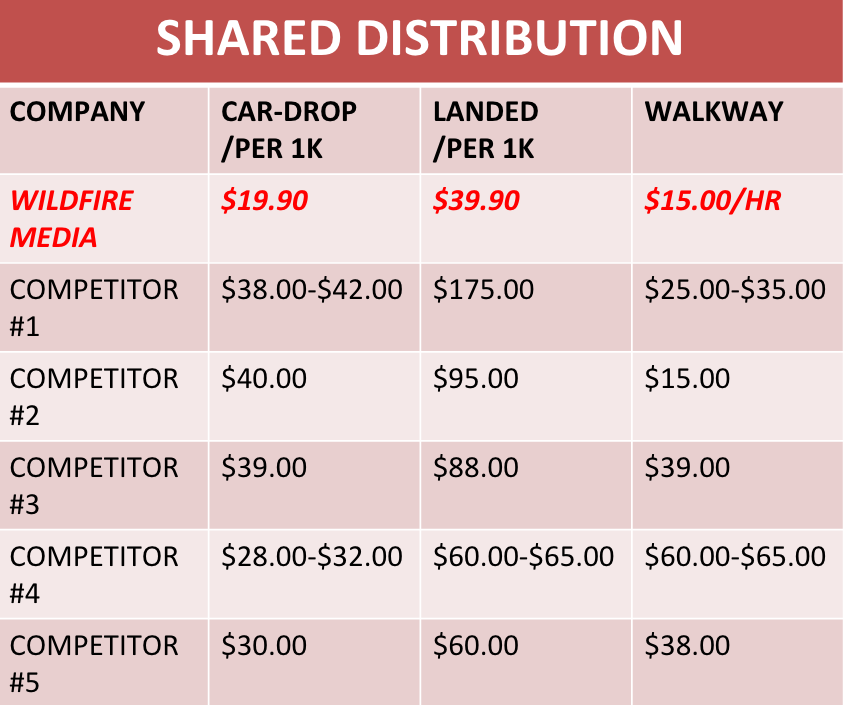 SHARED DISTRIBUTION
COMPANY CAR-DROP /PER 1K LANDED /PER 1K WALKWAY
WILDFIRE MEDIA $19.90 $39.90 $15.00/HR
COMPETITOR #1 $38.00-$42.00 $175.00 $25.00-$35.00
COMPETITOR #2 $40.00 $95.00 $15.00
COMPETITOR #3 $39.00 $88.00 $39.00
COMPETITOR #4 $28.00-$32.00 $60.00-$65.00 $60.00-$65.00
COMPETITOR #5 $30.00 $60.00 $38.00